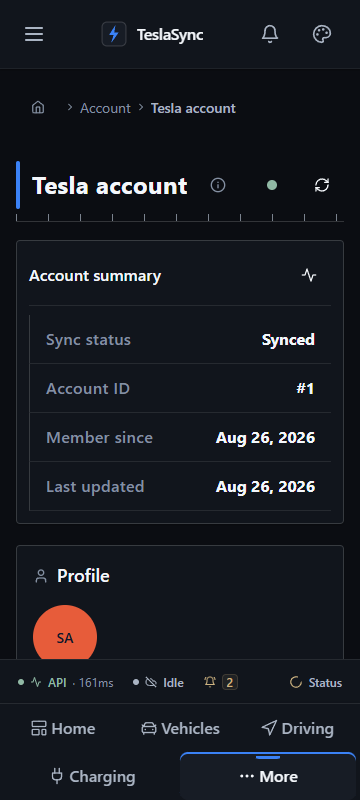 TeslaSync
Account
Tesla account
Tesla account
Account summary
Sync status Synced
Account ID #1
Member since Aug 26, 2026
Last updated Aug 26, 2026
Profile
SA
API · 161ms Idle 2 Status
Home Vehicles Driving
Charging More